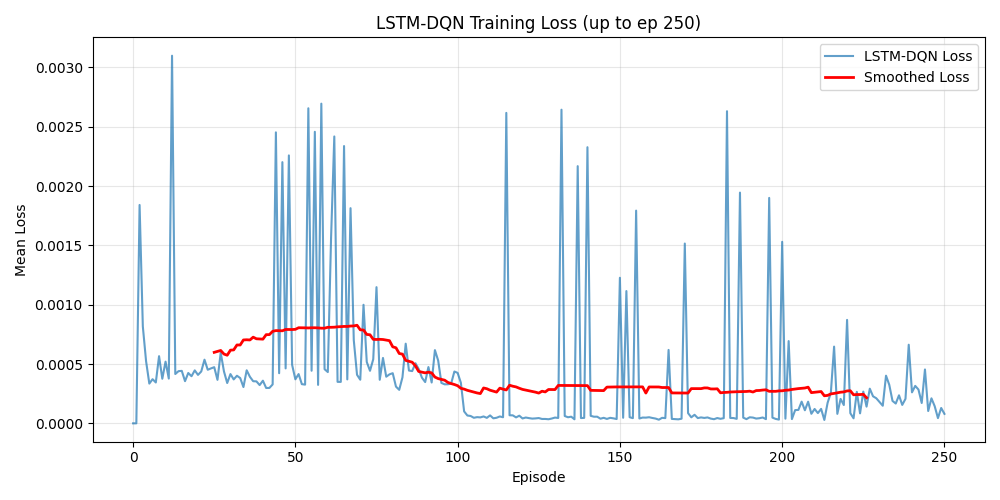 LSTM-DQN Training Loss (up to ep 250)
LSTM-DQN Loss
Smoothed Loss
Mean Loss
0.0030
0.0025
0.0020
0.0015
0.0010
0.0005
0.0000
0 50 100 150 200 250
Episode